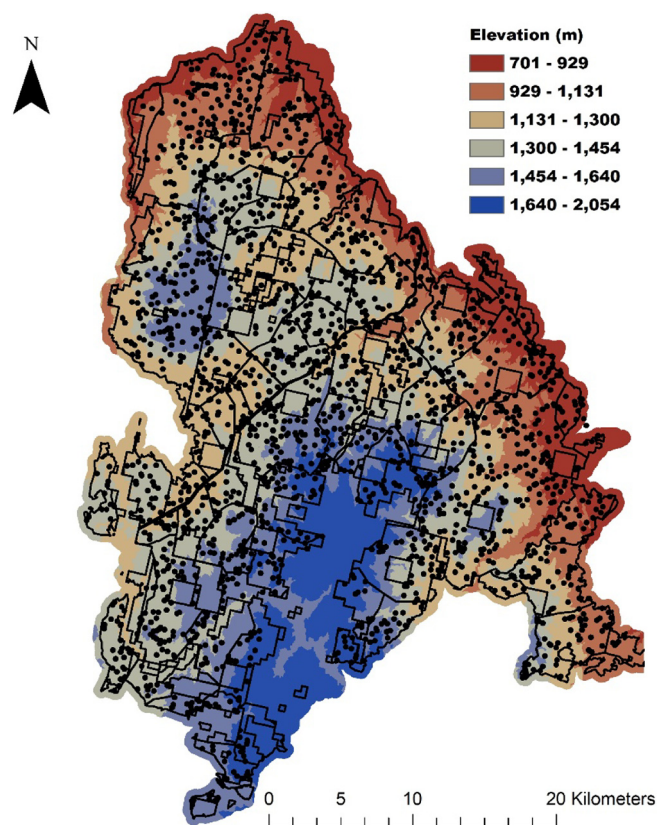 N
Elevation (m)
701 - 929
929 - 1,131
1,131 - 1,300
1,300 - 1,454
1,454 - 1,640
1,640 - 2,054
0 5 10 20 Kilometers